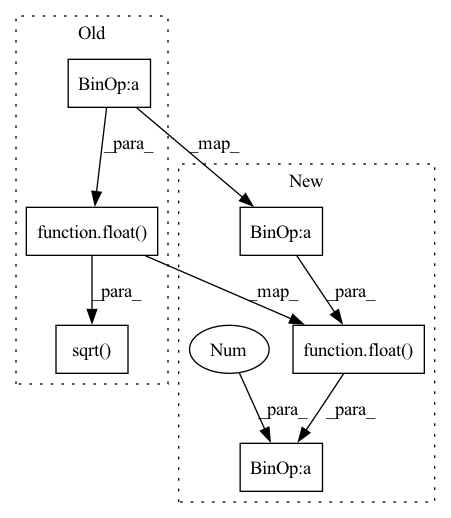 Old
BinOp:a
_para_
_map_
New
function.float()
BinOp:a
_para_
_map_
_para_
sqrt()
Num
function.float()
_para_
_para_
BinOp:a